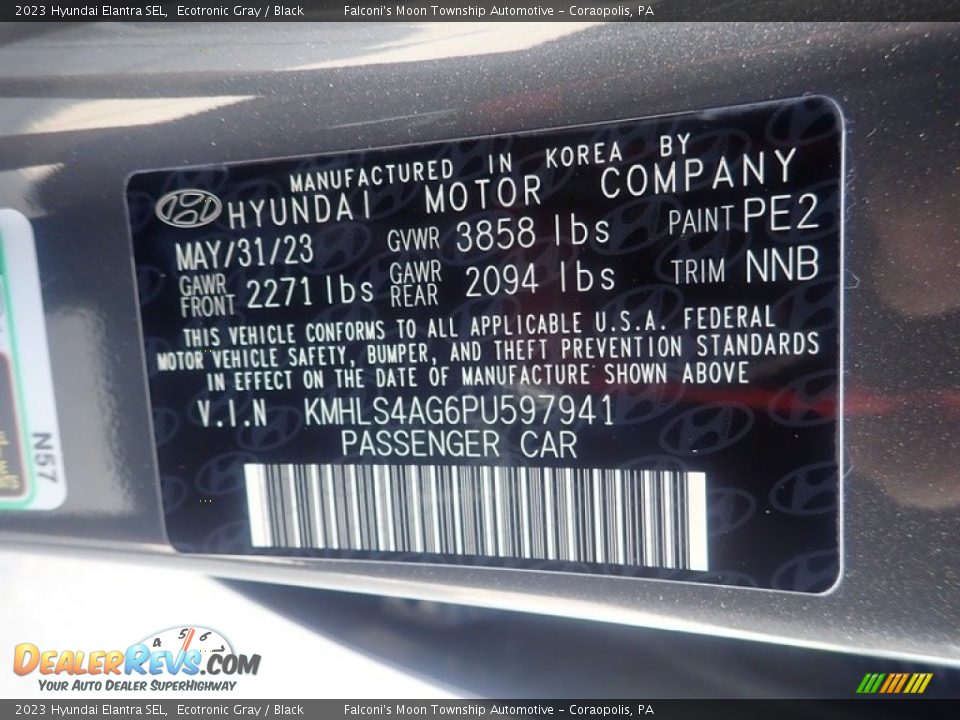 2023 Hyundai Elantra SEL, Ecotronic Gray / Black Falconi's Moon Township Automotive – Coraopolis, PA
MANUFACTURED IN KOREA BY
HYUNDAI MOTOR COMPANY
MAY/31/23 GVWR 3858 lbs PAINT PE2
GAWR FRONT 2271 lbs GAWR REAR 2094 lbs TRIM NNB
THIS VEHICLE CONFORMS TO ALL APPLICABLE U.S.A. FEDERAL
MOTOR VEHICLE SAFETY, BUMPER, AND THEFT PREVENTION STANDARDS
IN EFFECT ON THE DATE OF MANUFACTURE SHOWN ABOVE
V.I.N KMHLS4AG6PU597941
PASSENGER CAR
N57
4 5 6
DEALERREVS.COM
YOUR AUTO DEALER SUPERHIGHWAY
2023 Hyundai Elantra SEL, Ecotronic Gray / Black Falconi's Moon Township Automotive – Coraopolis, PA